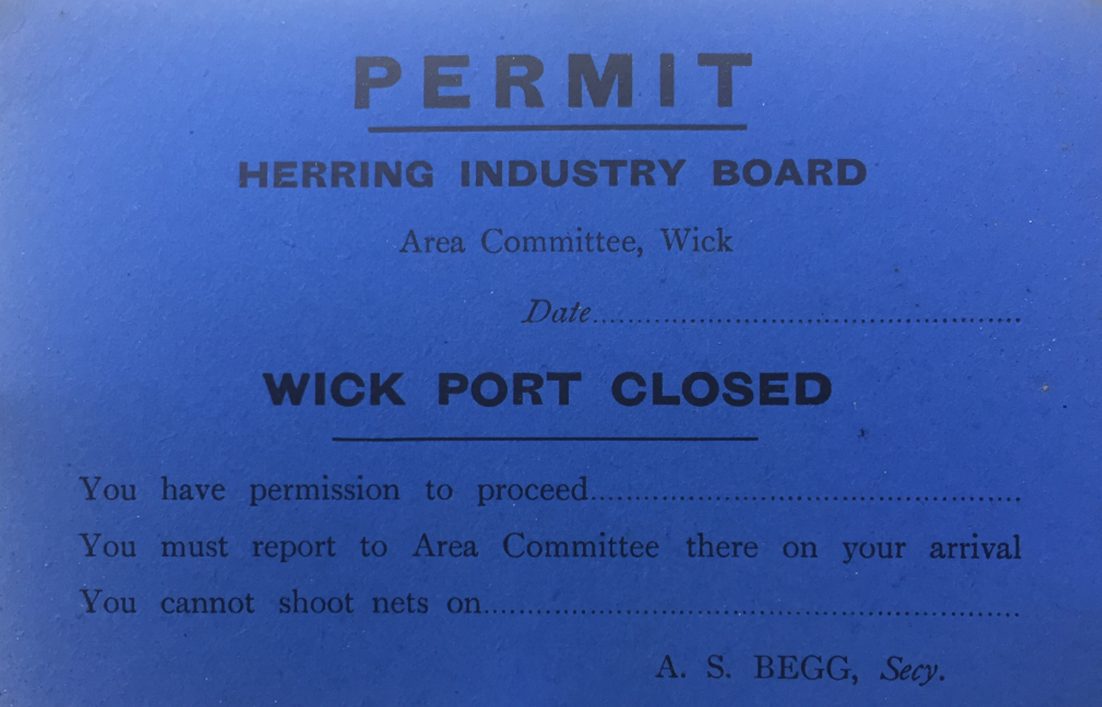 PERMIT
HERRING INDUSTRY BOARD
Area Committee, Wick
Date..............................................
WICK PORT CLOSED
You have permission to proceed..............................................
You must report to Area Committee there on your arrival
You cannot shoot nets on..............................................
A. S. BEGG, Secy.